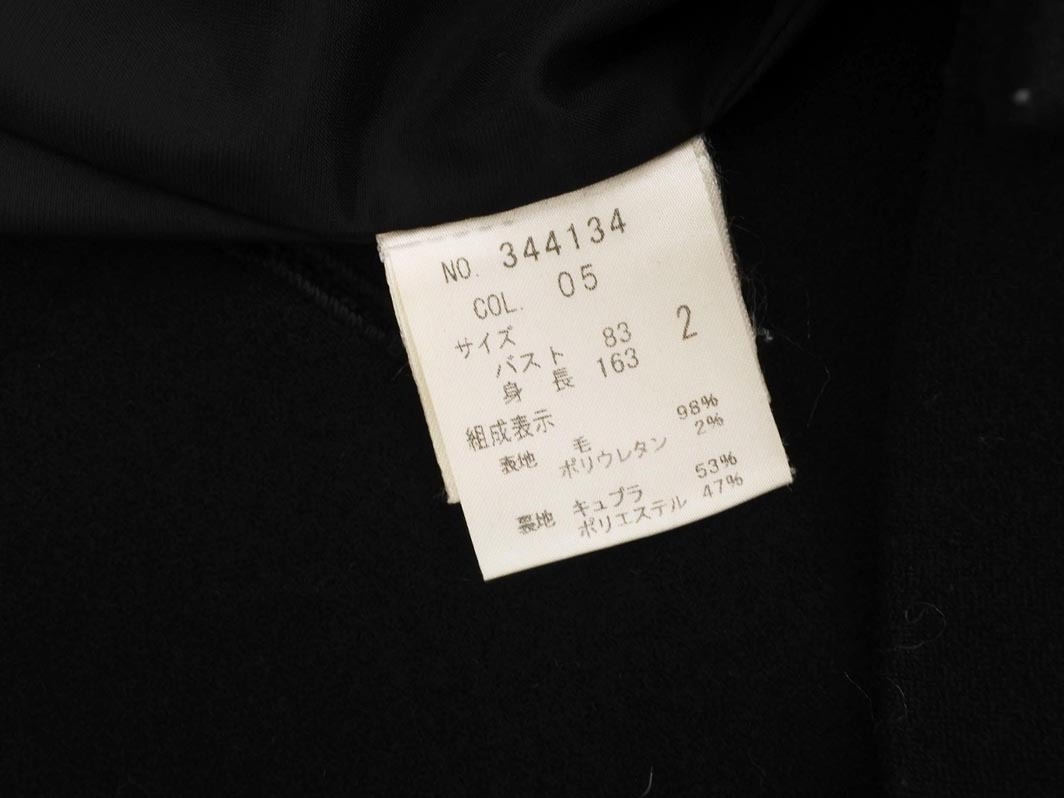 NO. 344134
COL. 05
サイズ 2
バスト 83
身長 163
組成表示
表地 毛 98%
ポリウレタン 2%
裏地 キュプラ 53%
ポリエステル 47%